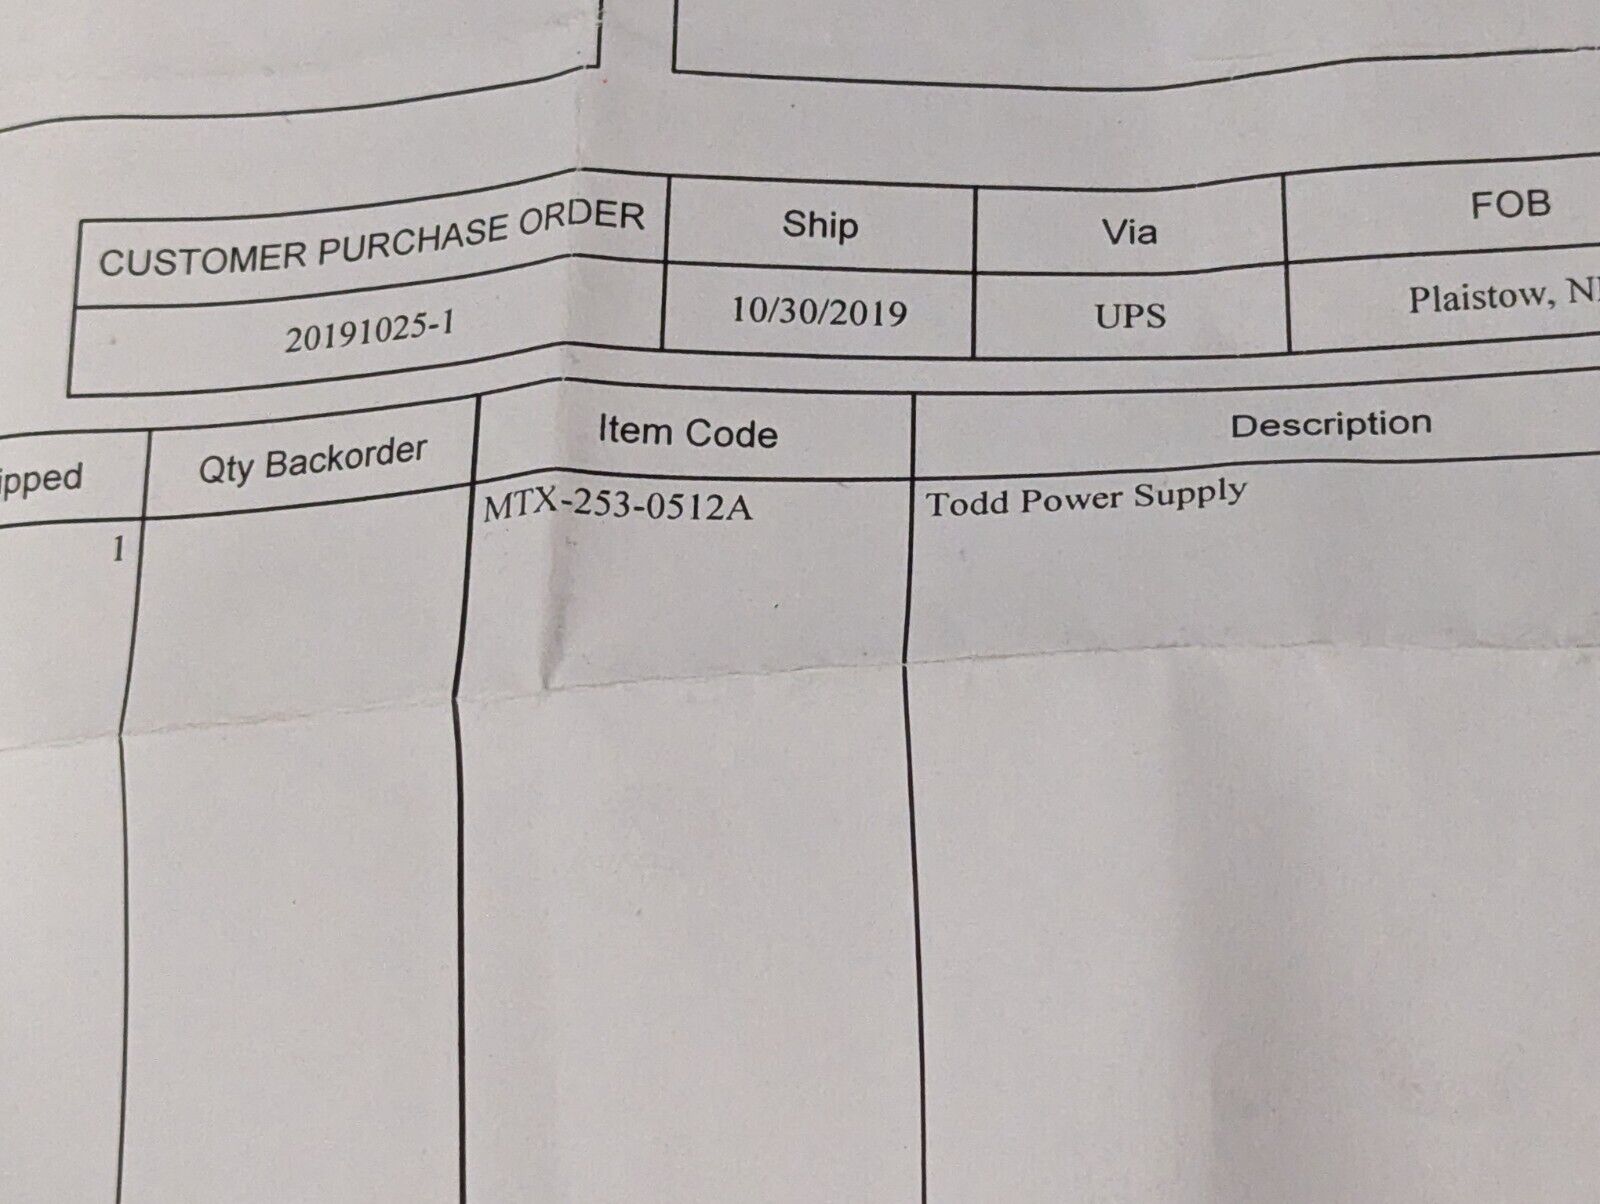 CUSTOMER PURCHASE ORDER Ship Via FOB
20191025-1 10/30/2019 UPS Plaistow,
Qty Backorder Item Code Description
1 MTX-253-0512A Todd Power Supply